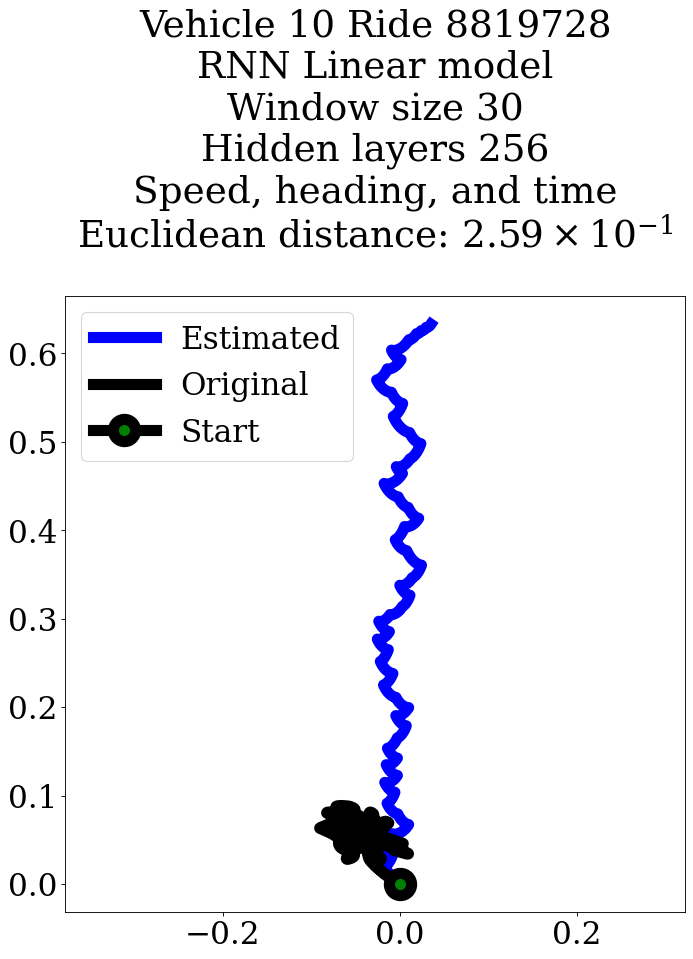 Vehicle 10 Ride 8819728
RNN Linear model
Window size 30
Hidden layers 256
Speed, heading, and time
Euclidean distance: 2.59 × 10⁻¹
Estimated
Original
Start
0.6
0.5
0.4
0.3
0.2
0.1
0.0
−0.2 0.0 0.2